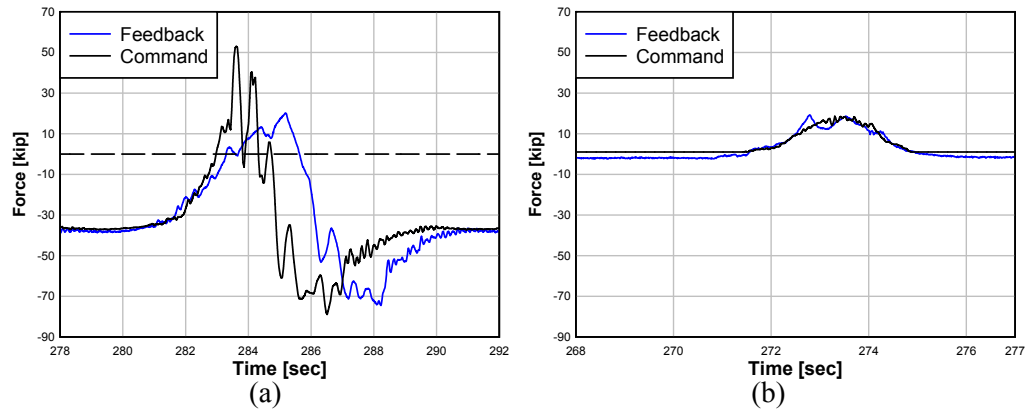 70
50
30
10
-10
-30
-50
-70
-90
Force [kip]
Feedback
Command
278 280 282 284 286 288 290 292
Time [sec]
(a)
70
50
30
10
-10
-30
-50
-70
-90
Force [kip]
Feedback
Command
268 270 272 274 276 277
Time [sec]
(b)